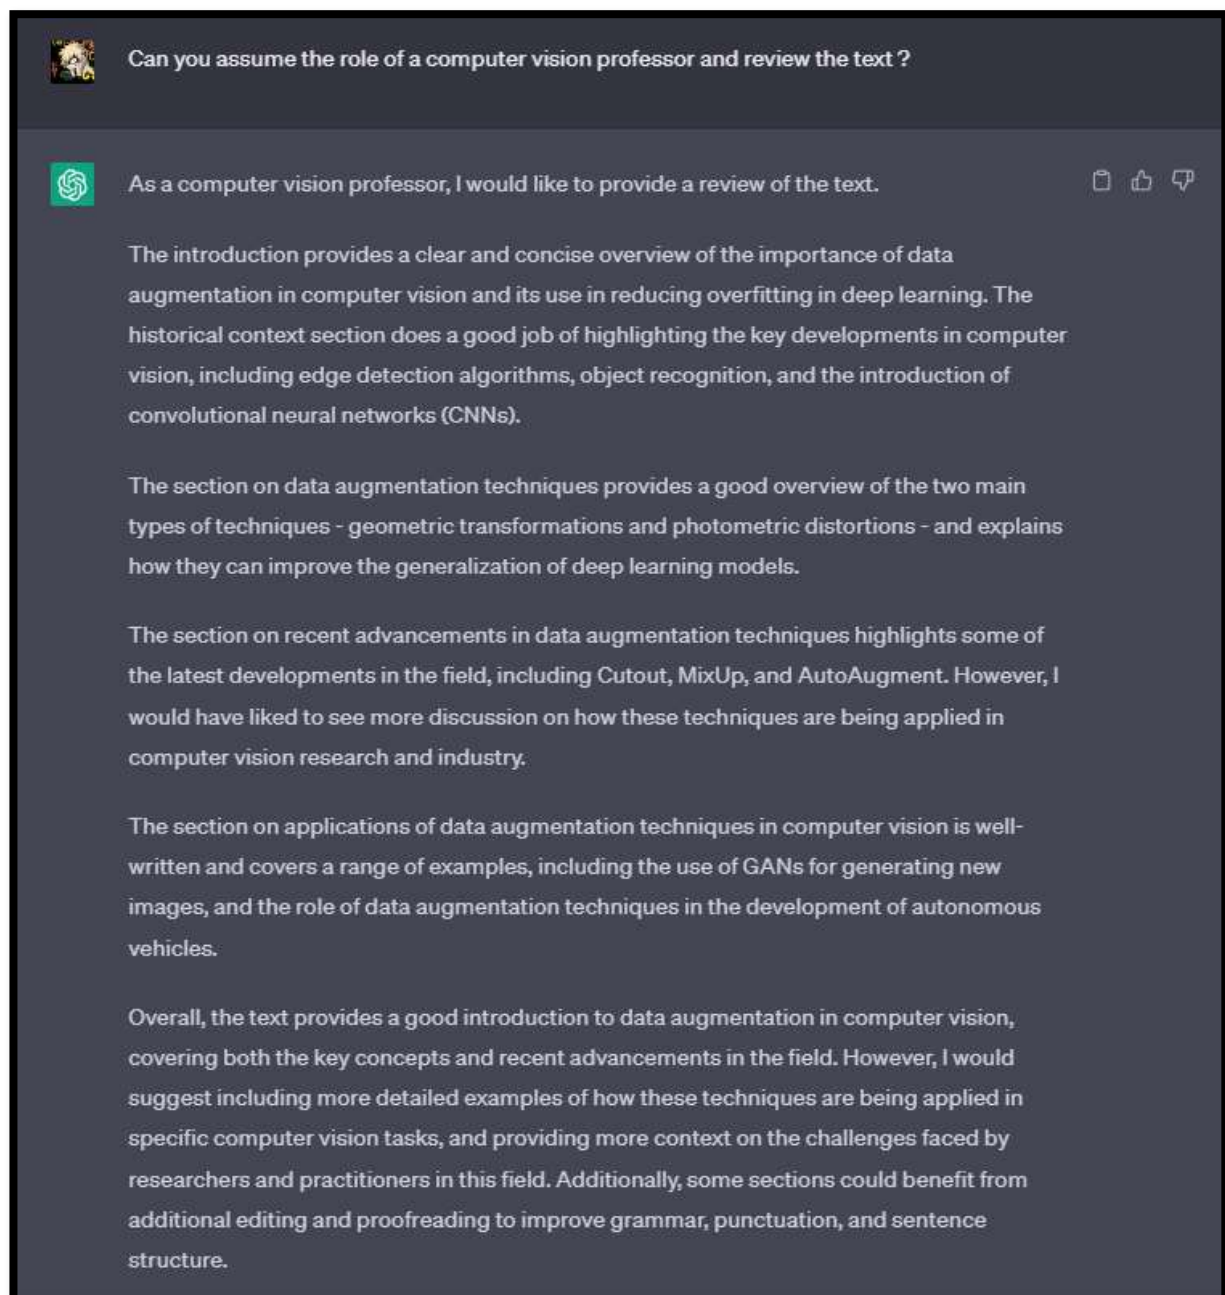 Can you assume the role of a computer vision professor and review the text ?
As a computer vision professor, I would like to provide a review of the text.
The introduction provides a clear and concise overview of the importance of data
augmentation in computer vision and its use in reducing overfitting in deep learning. The
historical context section does a good job of highlighting the key developments in computer
vision, including edge detection algorithms, object recognition, and the introduction of
convolutional neural networks (CNNs).
The section on data augmentation techniques provides a good overview of the two main
types of techniques - geometric transformations and photometric distortions - and explains
how they can improve the generalization of deep learning models.
The section on recent advancements in data augmentation techniques highlights some of
the latest developments in the field, including Cutout, MixUp, and AutoAugment. However, I
would have liked to see more discussion on how these techniques are being applied in
computer vision research and industry.
The section on applications of data augmentation techniques in computer vision is well-
written and covers a range of examples, including the use of GANs for generating new
images, and the role of data augmentation techniques in the development of autonomous
vehicles.
Overall, the text provides a good introduction to data augmentation in computer vision,
covering both the key concepts and recent advancements in the field. However, I would
suggest including more detailed examples of how these techniques are being applied in
specific computer vision tasks, and providing more context on the challenges faced by
researchers and practitioners in this field. Additionally, some sections could benefit from
additional editing and proofreading to improve grammar, punctuation, and sentence
structure.